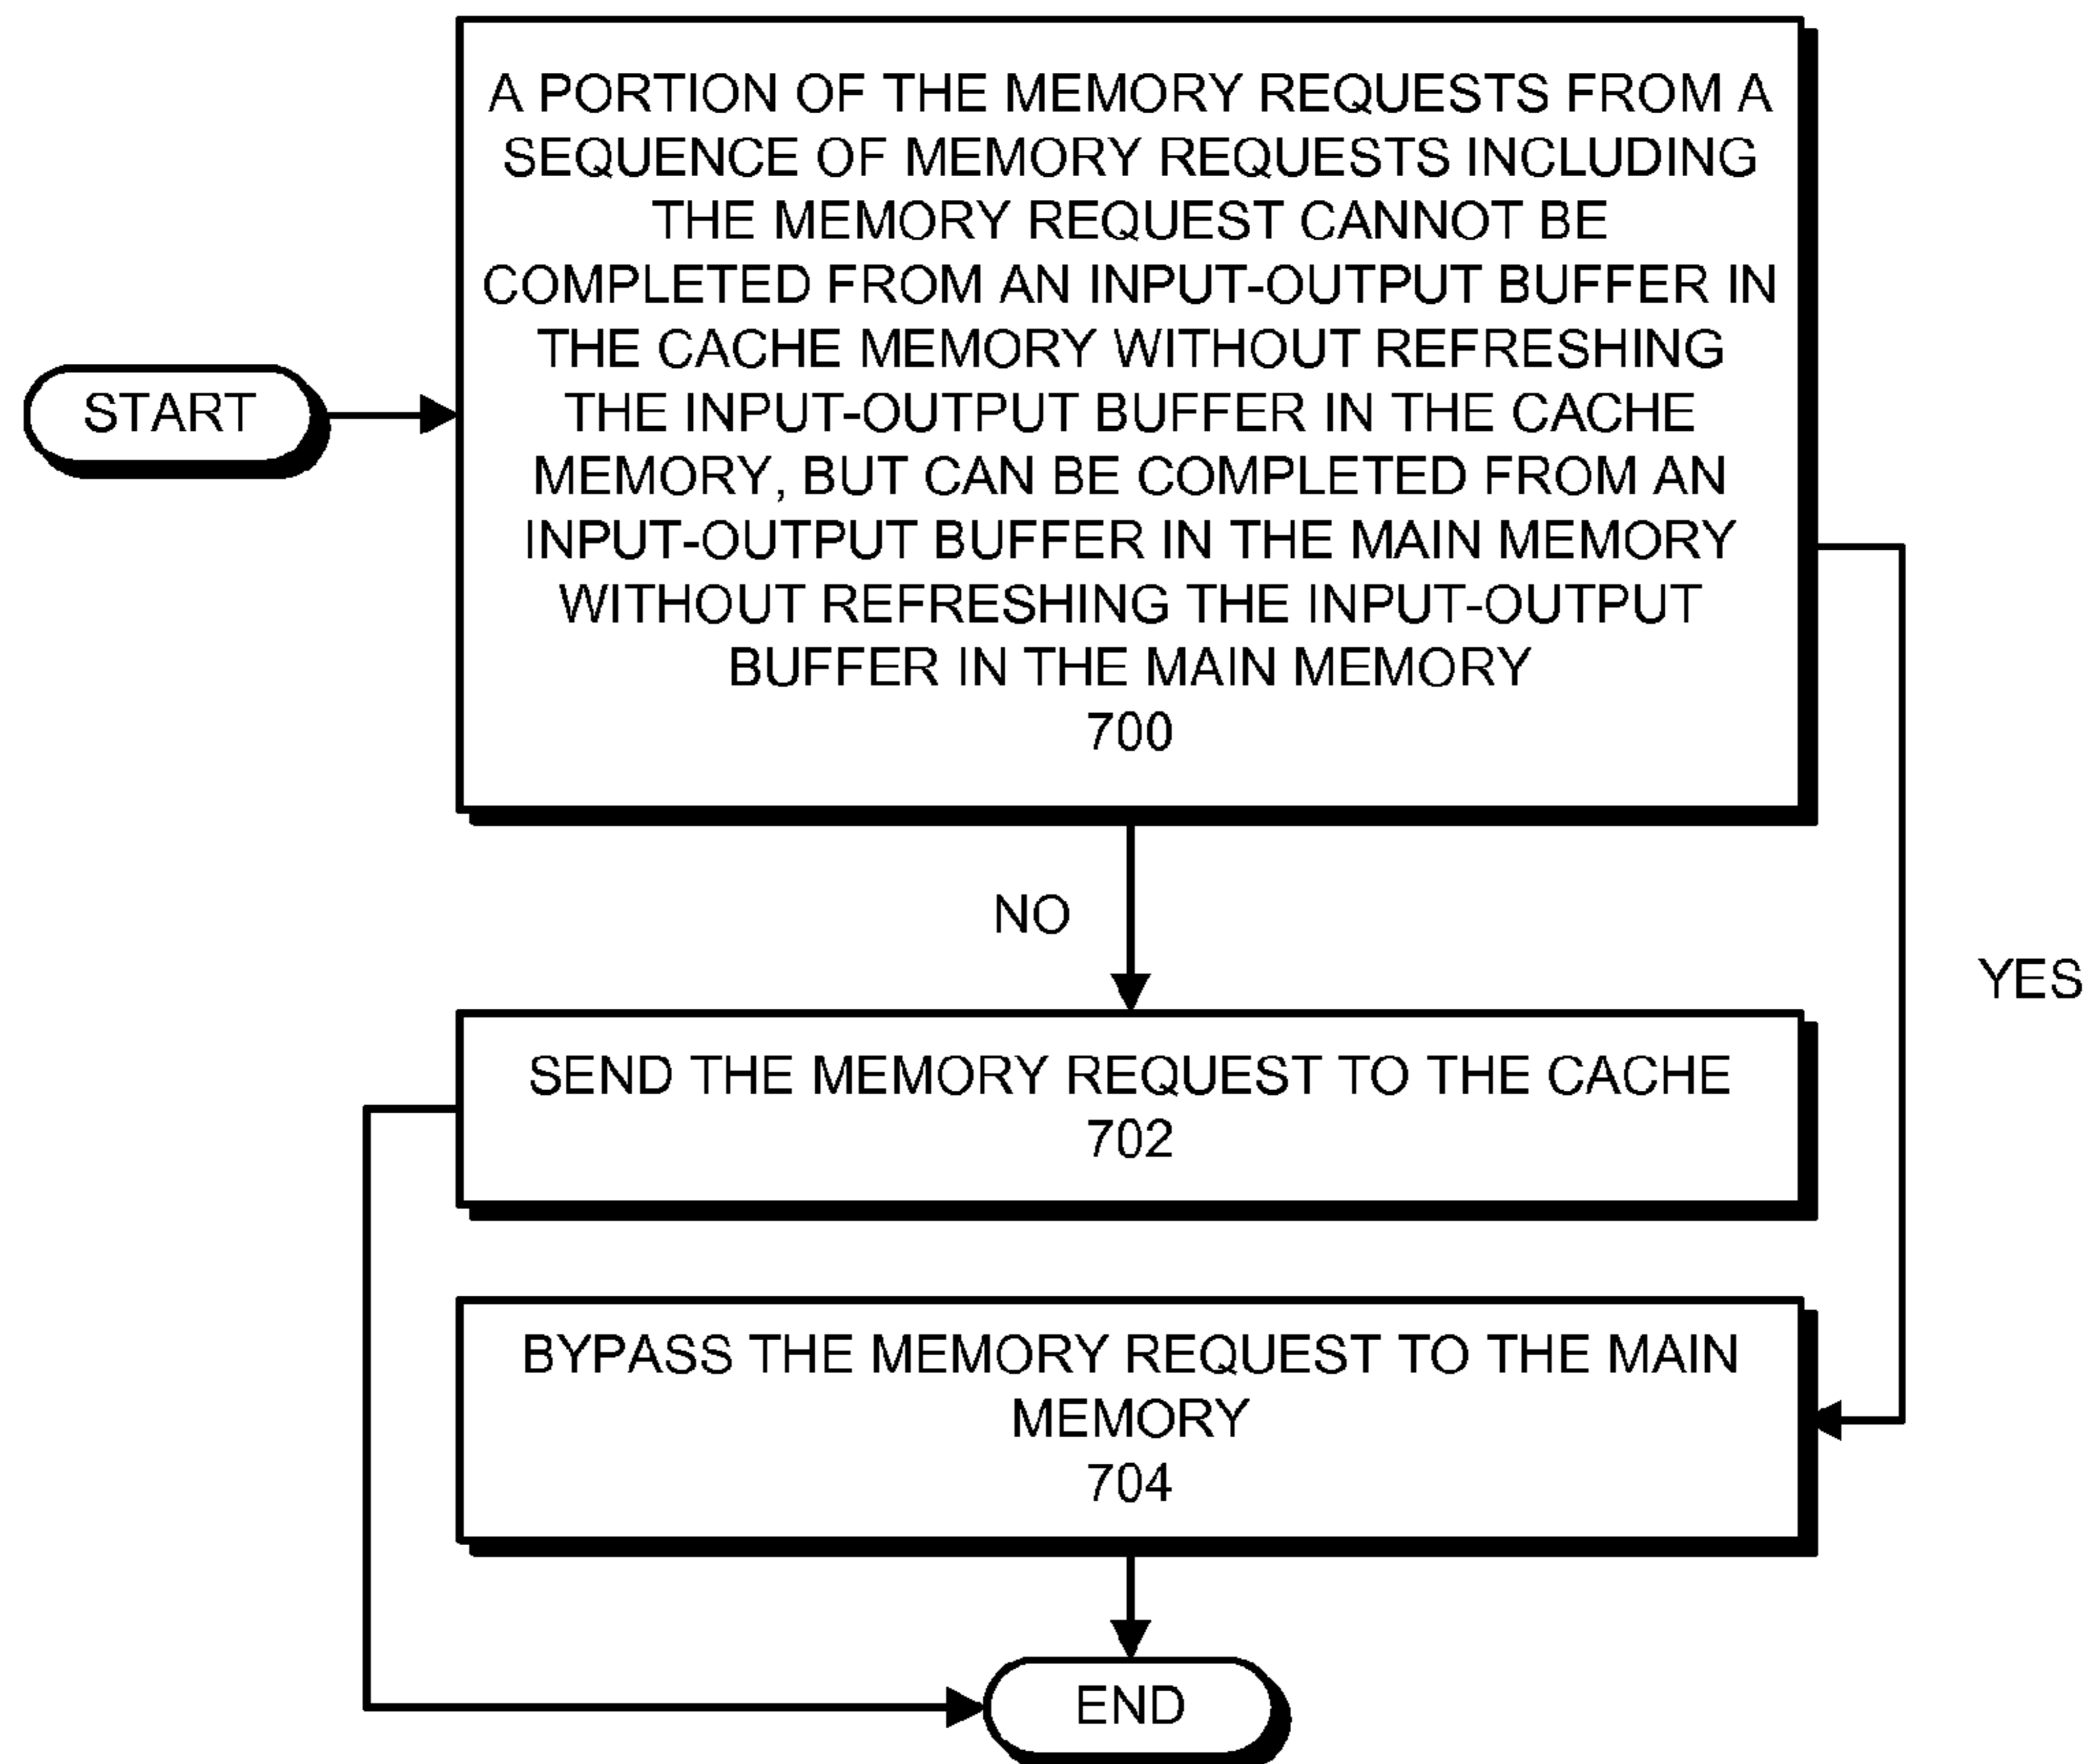 A PORTION OF THE MEMORY REQUESTS FROM A
SEQUENCE OF MEMORY REQUESTS INCLUDING
THE MEMORY REQUEST CANNOT BE
COMPLETED FROM AN INPUT-OUTPUT BUFFER IN
THE CACHE MEMORY WITHOUT REFRESHING
THE INPUT-OUTPUT BUFFER IN THE CACHE
MEMORY, BUT CAN BE COMPLETED FROM AN
INPUT-OUTPUT BUFFER IN THE MAIN MEMORY
WITHOUT REFRESHING THE INPUT-OUTPUT
BUFFER IN THE MAIN MEMORY
700
START
NO
YES
SEND THE MEMORY REQUEST TO THE CACHE
702
BYPASS THE MEMORY REQUEST TO THE MAIN
MEMORY
704
END